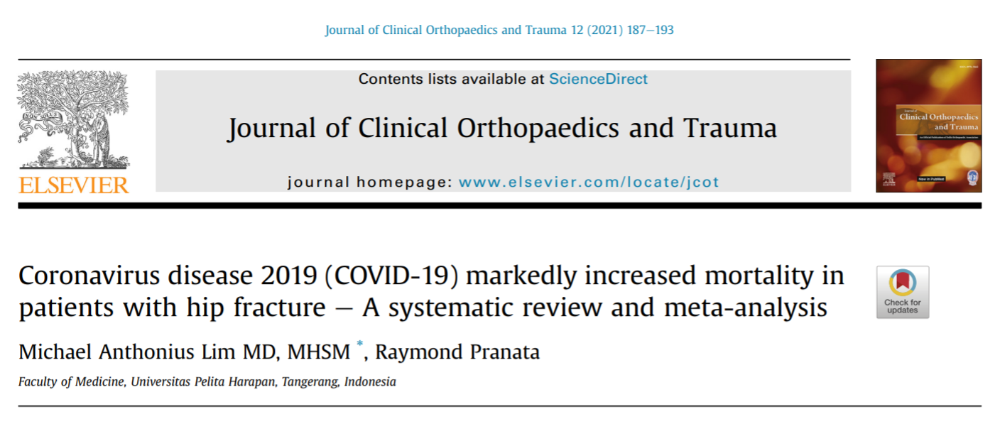 Journal of Clinical Orthopaedics and Trauma 12 (2021) 187–193
Contents lists available at ScienceDirect
Journal of Clinical Orthopaedics and Trauma
journal homepage: www.elsevier.com/locate/jcot
ELSEVIER
Clinical Orthopaedics
and Trauma
New in PubMed
Coronavirus disease 2019 (COVID-19) markedly increased mortality in
patients with hip fracture – A systematic review and meta-analysis
Check for
updates
Michael Anthonius Lim MD, MHSM *, Raymond Pranata
Faculty of Medicine, Universitas Pelita Harapan, Tangerang, Indonesia